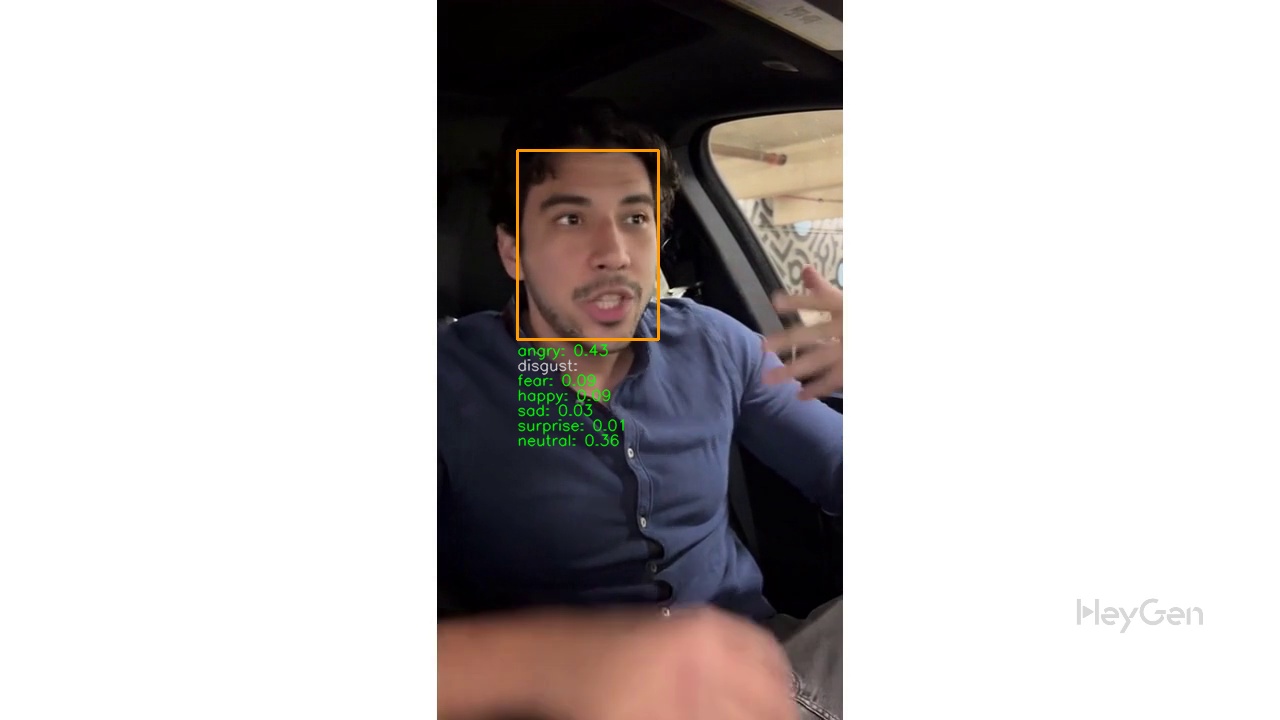 angry: 0.43
disgust:
fear: 0.09
happy: 0.09
sad: 0.03
surprise: 0.01
neutral: 0.36
HeyGen